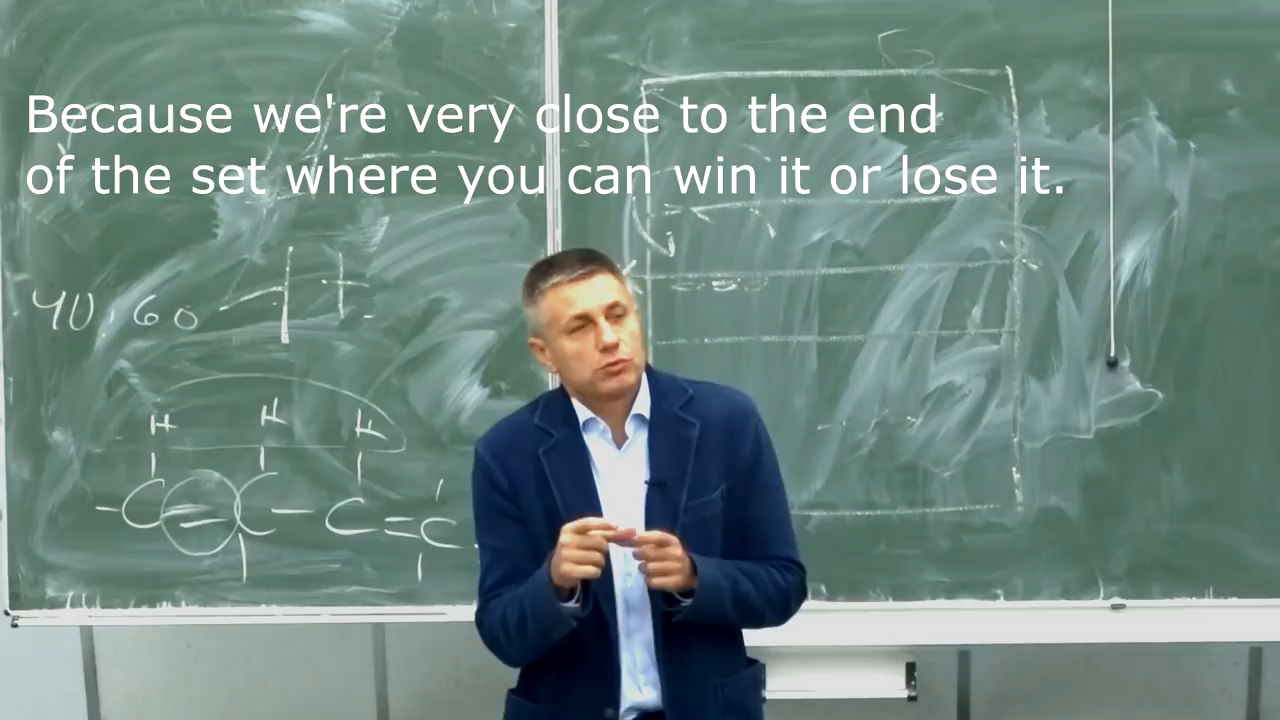 Because we're very close to the end
of the set where you can win it or lose it.
40, 60
H H H
-C=C-C=C